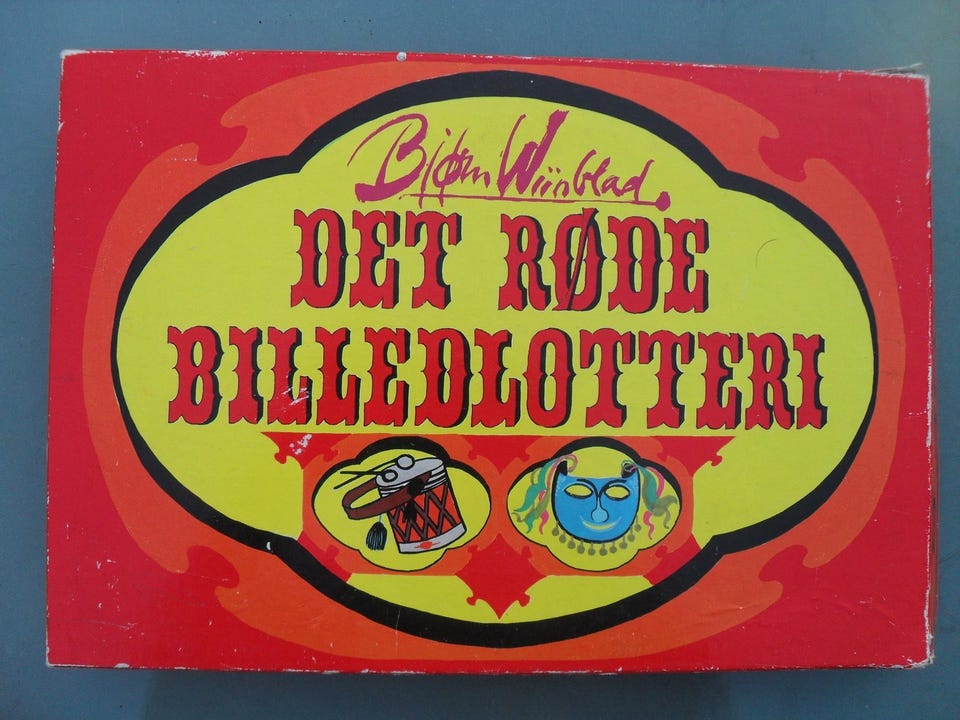 Bjørn Wiinblad.
DET RØDE
BILLEDLOTTERI